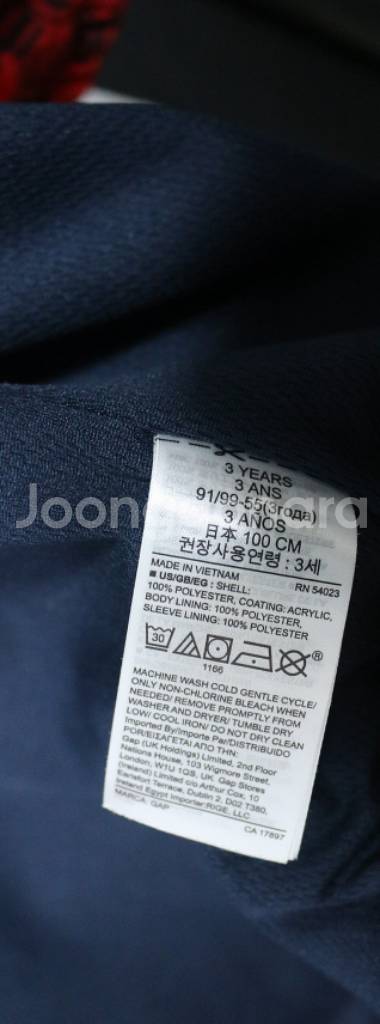 3 YEARS
3 ANS
91/99-55(3года)
3 AÑOS
日本 100 CM
권장사용연령 : 3세
MADE IN VIETNAM RN 54023
■ US/GB/EG : SHELL:
100% POLYESTER, COATING: ACRYLIC,
BODY LINING: 100% POLYESTER,
SLEEVE LINING: 100% POLYESTER
30
®
1166
MACHINE WASH COLD GENTLE CYCLE/
ONLY NON-CHLORINE BLEACH WHEN
NEEDED/ REMOVE PROMPTLY FROM
WASHER AND DRYER/ TUMBLE DRY
LOW/ COOL IRON/ DO NOT DRY CLEAN
Imported By/Importe Par/DISTRIBUIDO
POR/ΕΙΣΑΓΕΤΑΙ ΑΠΟ ΤΗΝ:
Gap (UK Holdings) Limited, 2nd Floor
Nations House, 103 Wigmore Street,
London, W1U 1QS, UK. Gap Stores
(Ireland) Limited c/o Arthur Cox, 10
Earlsfort Terrace, Dublin 2, D02 T380,
Ireland Egypt Importer:RIGE, LLC
MARCA: GAP
CA 17897